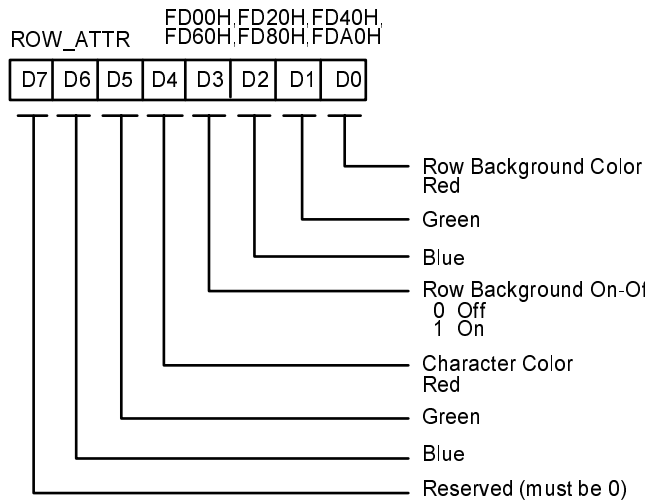 FD00H,FD20H,FD40H,
ROW_ATTR FD60H,FD80H,FDA0H
D7 D6 D5 D4 D3 D2 D1 D0
Row Background Color
Red
Green
Blue
Row Background On-Of
0 Off
1 On
Character Color
Red
Green
Blue
Reserved (must be 0)